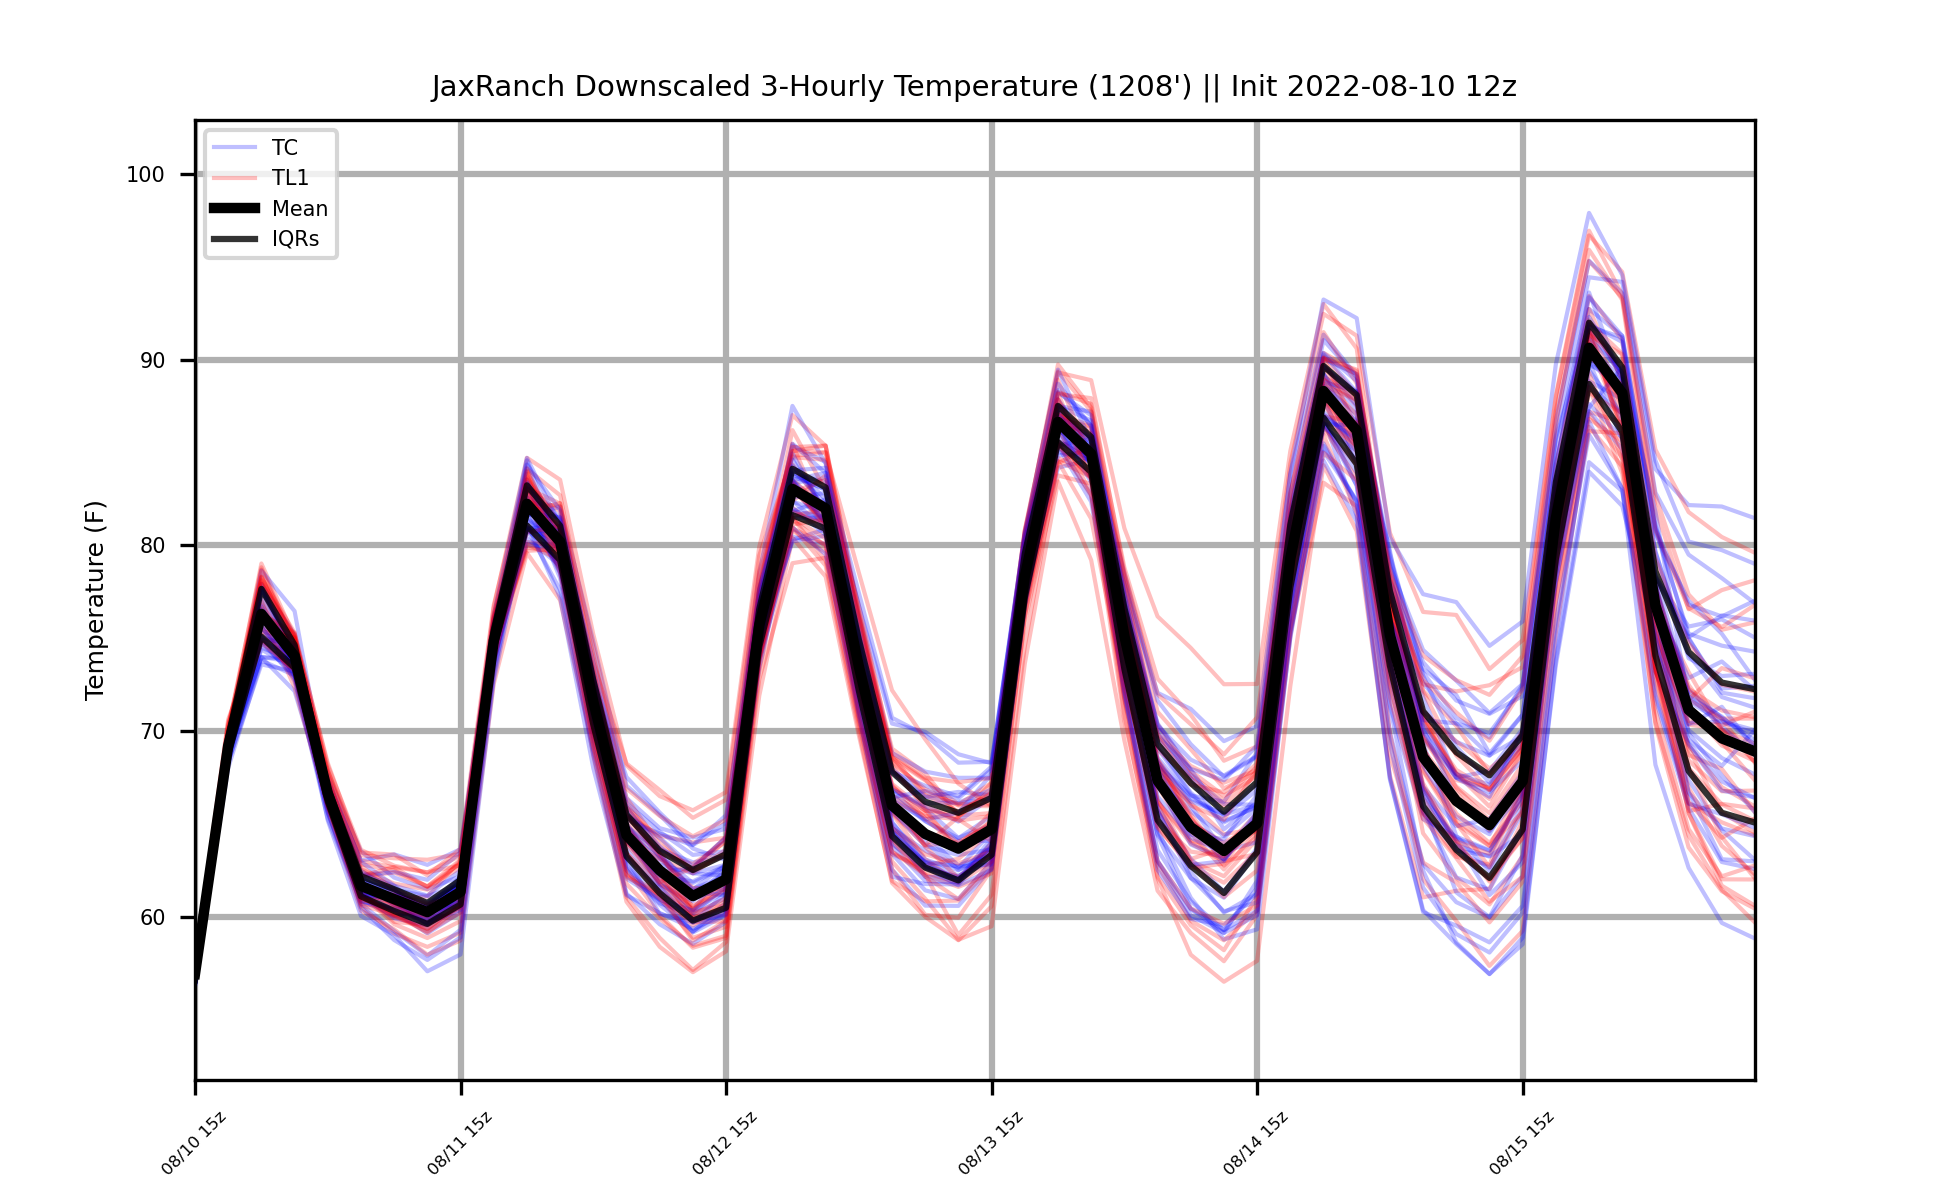 JaxRanch Downscaled 3-Hourly Temperature (1208') || Init 2022-08-10 12z
TC
TL1
Mean
IQRs
Temperature (F)
100
90
80
70
60
08/10 15z
08/11 15z
08/12 15z
08/13 15z
08/14 15z
08/15 15z